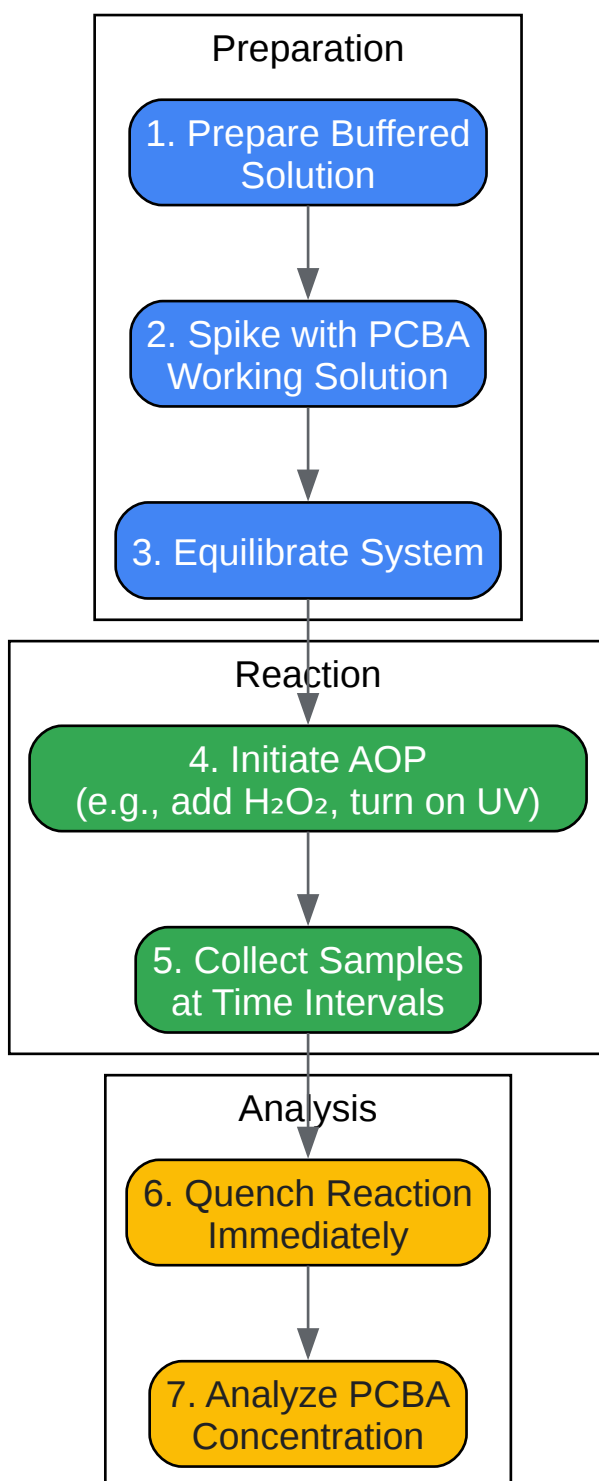 Preparation
1. Prepare Buffered
Solution
2. Spike with PCBA
Working Solution
3. Equilibrate System
Reaction
4. Initiate AOP
(e.g., add H₂O₂, turn on UV)
5. Collect Samples
at Time Intervals
Analysis
6. Quench Reaction
Immediately
7. Analyze PCBA
Concentration